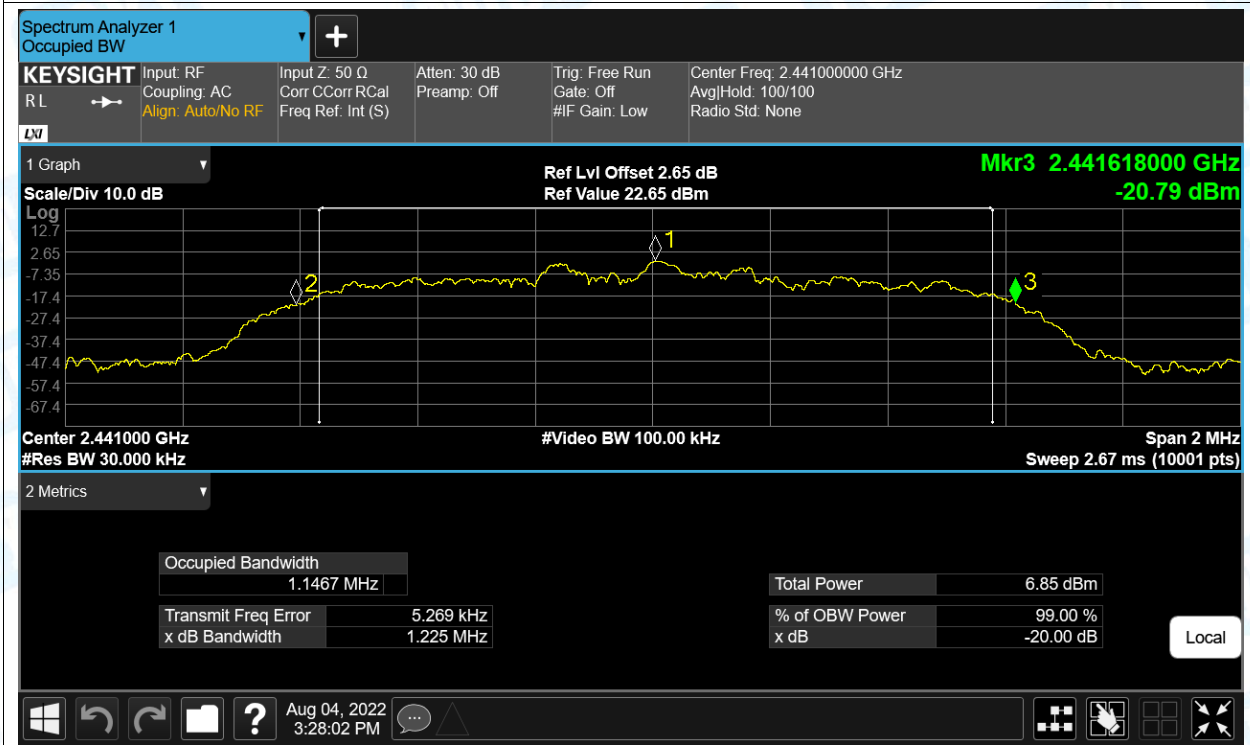 Spectrum Analyzer 1
Occupied BW
KEYSIGHT
R L
LXI
Input: RF
Coupling: AC
Align: Auto/No RF
Input Z: 50 Ω
Corr CCorr RCal
Freq Ref: Int (S)
Atten: 30 dB
Preamp: Off
Trig: Free Run
Gate: Off
#IF Gain: Low
Center Freq: 2.441000000 GHz
Avg|Hold: 100/100
Radio Std: None
1 Graph
Scale/Div 10.0 dB
Ref Lvl Offset 2.65 dB
Ref Value 22.65 dBm
Mkr3 2.441618000 GHz
-20.79 dBm
Log
12.7
2.65
-7.35
-17.4
-27.4
-37.4
-47.4
-57.4
-67.4
1
2
3
Center 2.441000 GHz
#Res BW 30.000 kHz
#Video BW 100.00 kHz
Span 2 MHz
Sweep 2.67 ms (10001 pts)
2 Metrics
Occupied Bandwidth
1.1467 MHz
Transmit Freq Error 5.269 kHz
x dB Bandwidth 1.225 MHz
Total Power 6.85 dBm
% of OBW Power 99.00 %
x dB -20.00 dB
Local
?
Aug 04, 2022
3:28:02 PM